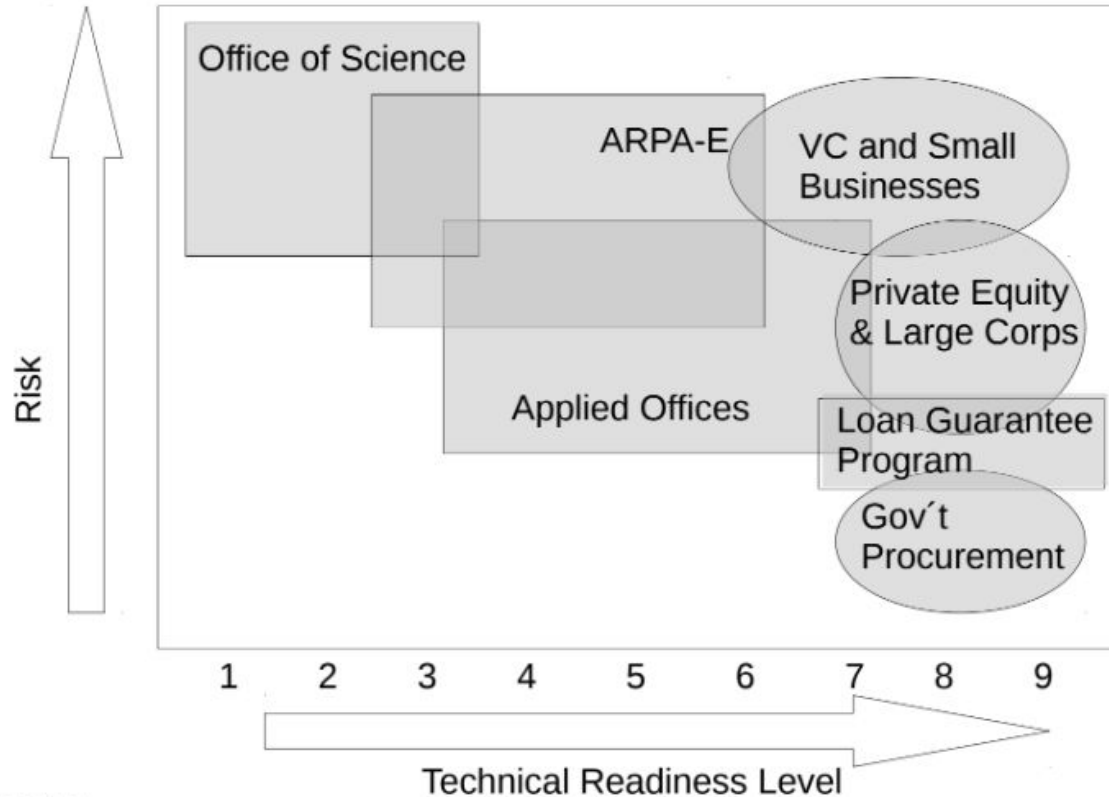 Office of Science
ARPA-E
VC and Small
Businesses
Private Equity
& Large Corps
Applied Offices
Loan Guarantee
Program
Gov´t
Procurement
Risk
1 2 3 4 5 6 7 8 9
Technical Readiness Level